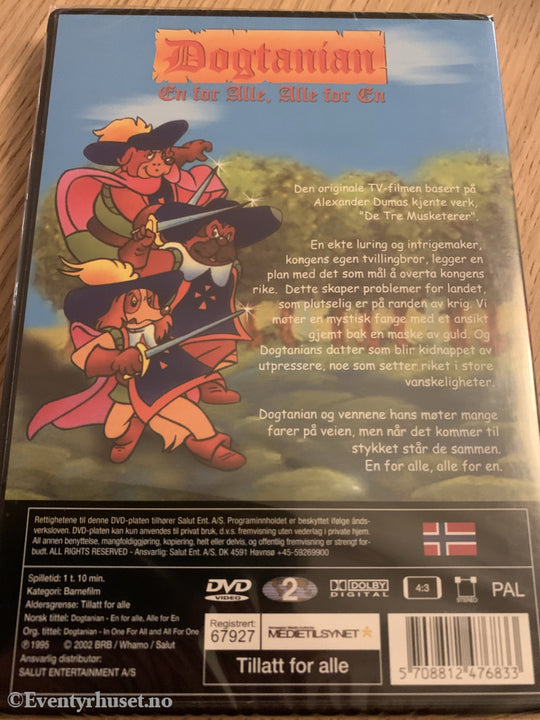 Dogtanian
En for Alle, Alle for En
Den originale TV-filmen basert på
Alexander Dumas kjente verk,
"De Tre Musketerer".
En ekte luring og intrigemaker,
kongens egen tvillingbror, legger en
plan med det som mål å overta kongens
rike. Dette skaper problemer for landet,
som plutselig er på randen av krig. Vi
møter en mystisk fange med et ansikt
gjemt bak en maske av guld. Og
Dogtanians datter som blir kidnappet av
utpressere, noe som setter riket i store
vanskeligheter.
Dogtanian og vennene hans møter mange
farer på veien, men når det kommer til
stykket står de sammen.
En for alle, alle for en.
Rettighetene til denne DVD-platen tilhører Salut Ent. A/S. Programinnholdet er beskyttet ifølge ånds-
verksloven. DVD-platen kan kun anvendes til privat bruk, d.v.s. fremvisning uten vederlag i private hjem.
All annen benyttelse, mangfoldiggjøring, kopiering, helt eller delvis, og offentlig fremvisning er strengt for-
budt. ALL RIGHTS RESERVED - Ansvarlig: Salut Ent. A/S, DK 4591 Havnsø +45-59269900
Spilletid: 1 t. 10 min.
Kategori: Barnefilm
Aldersgrense: Tillatt for alle
Norsk tittel: Dogtanian - En for alle, Alle for En
Org. tittel: Dogtanian - In One For All and All For One
℗ 1995 © 2002 BRB / Whamo / Salut
Ansvarlig distributør:
SALUT ENTERTAINMENT A/S
DVD
VIDEO
2
DOLBY
DIGITAL
4:3
STEREO
PAL
Registrert:
67927
MEDIETILSYNET
Tillatt for alle
5 708812 476833
©Eventyrhuset.no